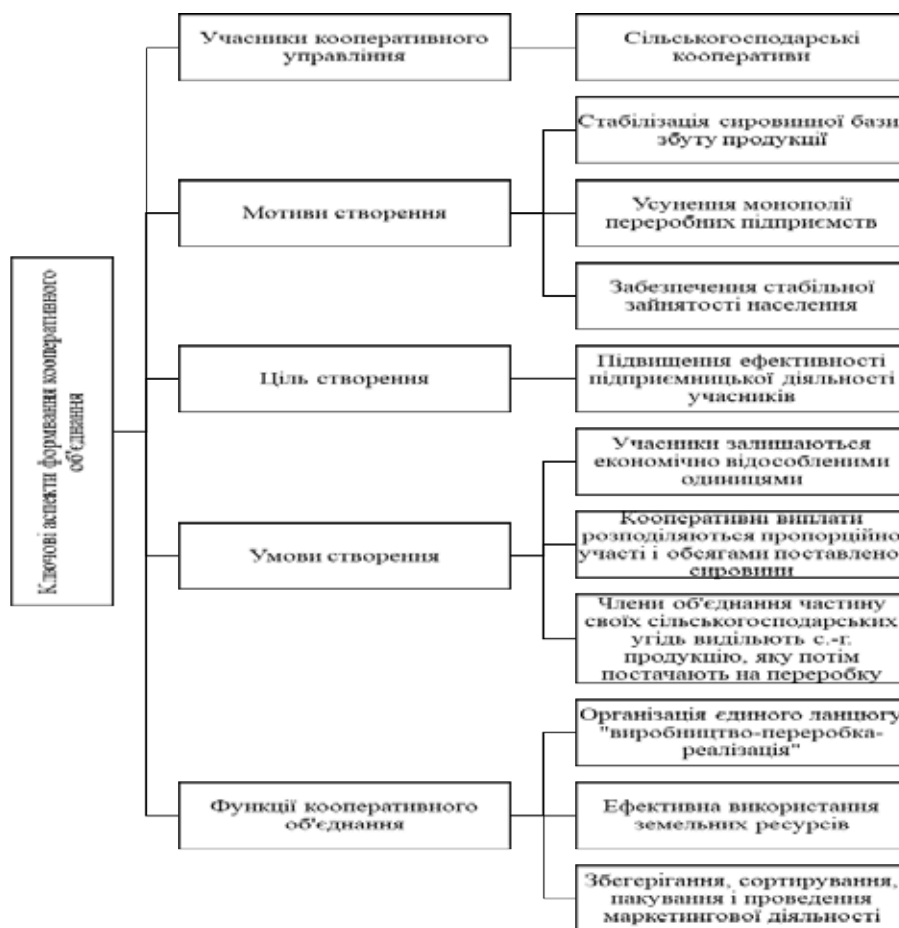 Ключові аспекти формвання кооперативного
об'єднання
Учасники кооперативного
управління
Сільськогосподарські
кооперативи
Мотиви створення
Стабілізація сировинної бази
збуту продукції
Усунення монополії
переробних підприємств
Забезпечення стабільної
зайнятості населення
Ціль створення
Підвищення ефективності
підприємницької діяльності
учасників
Умови створення
Учасники залишаються
економічно відособленими
одиницями
Кооперативні виплати
розподіляються пропорційно
участі і обсягами поставлено
сировини
Члени об'єднання частину
своїх сільськогосподарських
угідь видільють с.-г.
продукцію, яку потім
постачають на переробку
Функції кооперативного
об'єднання
Організація єдиного ланцюгу
"виробництво-переробка-
реалізація"
Ефективна використання
земельних ресурсів
Збегерігання, сортирування,
пакування і проведення
маркетингової діяльності